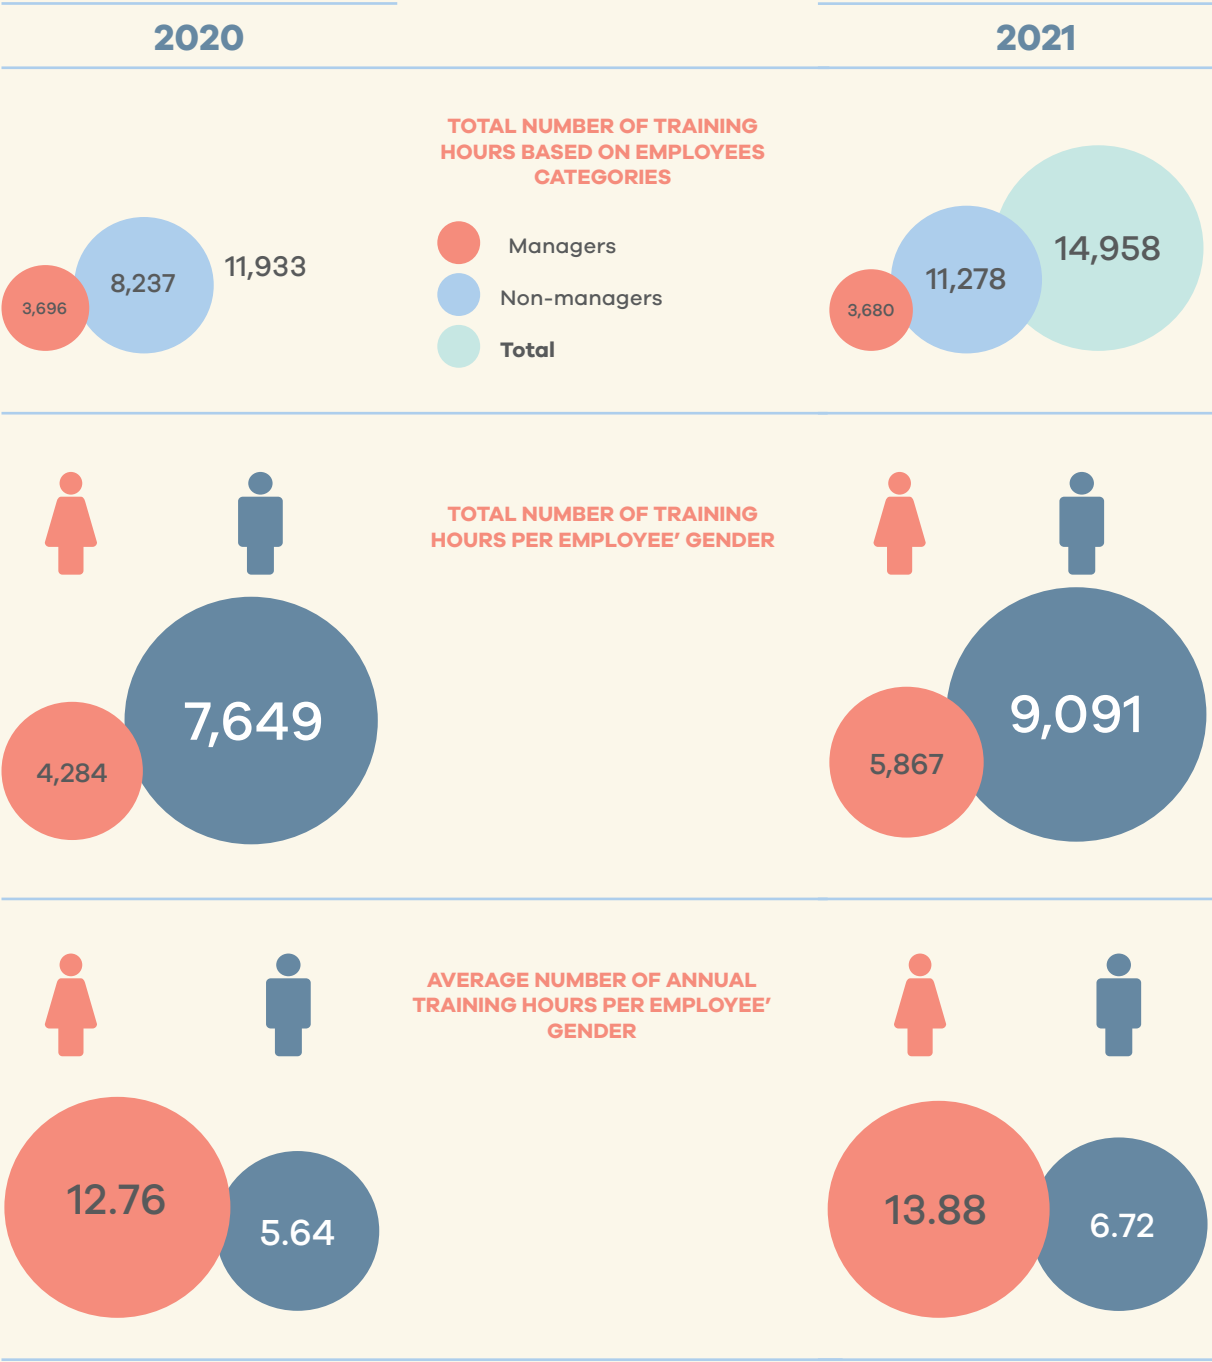 2020
2021
TOTAL NUMBER OF TRAINING
HOURS BASED ON EMPLOYEES
CATEGORIES
3,696
8,237
11,933
Managers
Non-managers
Total
3,680
11,278
14,958
TOTAL NUMBER OF TRAINING
HOURS PER EMPLOYEE’ GENDER
4,284
7,649
5,867
9,091
AVERAGE NUMBER OF ANNUAL
TRAINING HOURS PER EMPLOYEE’
GENDER
12.76
5.64
13.88
6.72